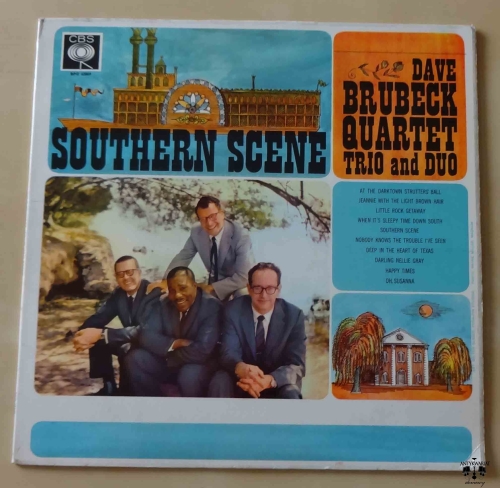 CBS
SOUTHERN SCENE
DAVE
BRUBECK
QUARTET
TRIO and DUO
AT THE DARKTOWN STRUTTERS BALL
JEANNIE WITH THE LIGHT BROWN HAIR
LITTLE ROCK GETAWAY
WHEN IT'S SLEEPY TIME DOWN SOUTH
SOUTHERN SCENE
NOBODY KNOWS THE TROUBLE I'VE SEEN
DEEP IN THE HEART OF TEXAS
DARLING NELLIE GRAY
HAPPY TIMES
OH SUSANNA